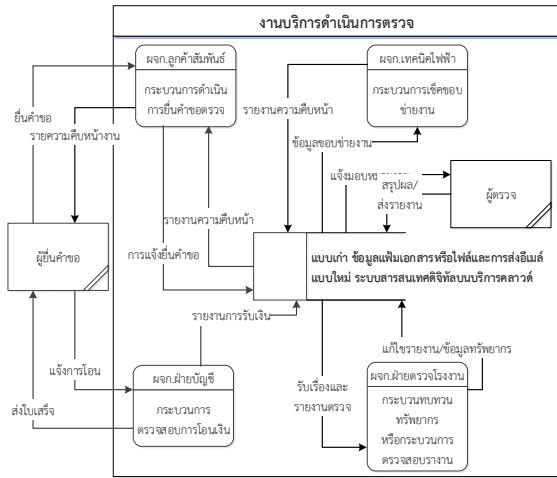 งานบริการดำเนินการตรวจ
ผจก.ลูกค้าสัมพันธ์
กระบวนการดำเนิน
การยื่นคำขอตรวจ
ผจก.เทคนิคไฟฟ้า
กระบวนการเช็คขอบ
ข่ายงาน
ยื่นคำขอ
รายความคืบหน้างาน
รายงานความคืบหน้า
ข้อมูลขอบข่ายงาน
แจ้งมอบหมาย
สรุปผล/
ส่งรายงาน
ผู้ตรวจ
ผู้ยื่นคำขอ
การแจ้งยื่นคำขอ
รายงานความคืบหน้า
แบบเก่า ข้อมูลแฟ้มเอกสารหรือไฟล์และการส่งอีเมล์
แบบใหม่ ระบบสารสนเทศดิจิทัลบนบริการคลาวด์
รายงานการรับเงิน
แจ้งการโอน
ส่งใบเสร็จ
ผจก.ฝ่ายบัญชี
กระบวนการ
ตรวจสอบการโอนเงิน
รับเรื่องและ
รายงานตรวจ
แก้ไขรายงาน/ข้อมูลทรัพยากร
ผจก.ฝ่ายตรวจโรงงาน
กระบวนทบทวน
ทรัพยากร
หรือกระบวนการ
ตรวจสอบรางาน